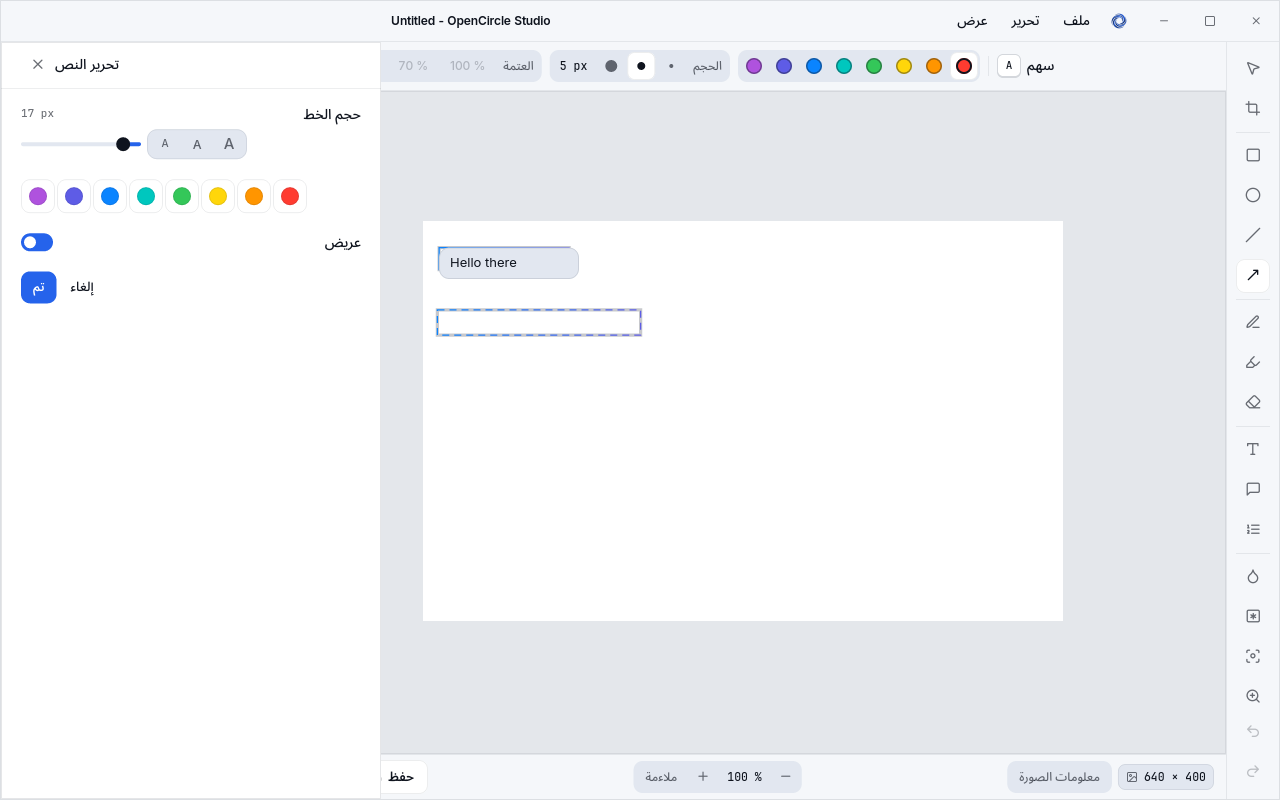 ملف تحرير عرض Untitled - OpenCircle Studio
سهم A الحجم 5 px العتمة 100 % 70 %
تحرير النص
حجم الخط 17 px
A A A
عريض
إلغاء تم
Hello there
640 × 400 معلومات الصورة 100 % ملاءمة حفظ